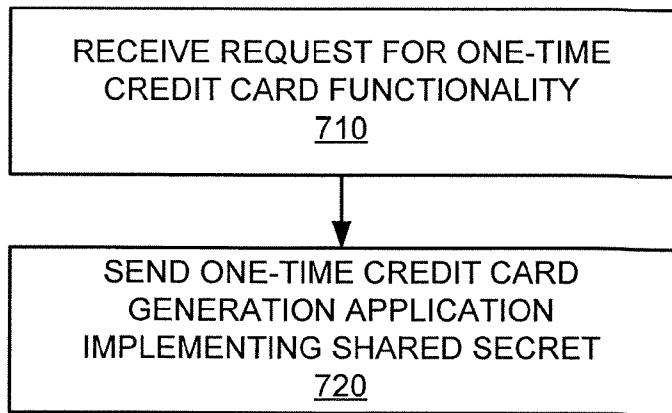 RECEIVE REQUEST FOR ONE-TIME
CREDIT CARD FUNCTIONALITY
710
SEND ONE-TIME CREDIT CARD
GENERATION APPLICATION
IMPLEMENTING SHARED SECRET
720